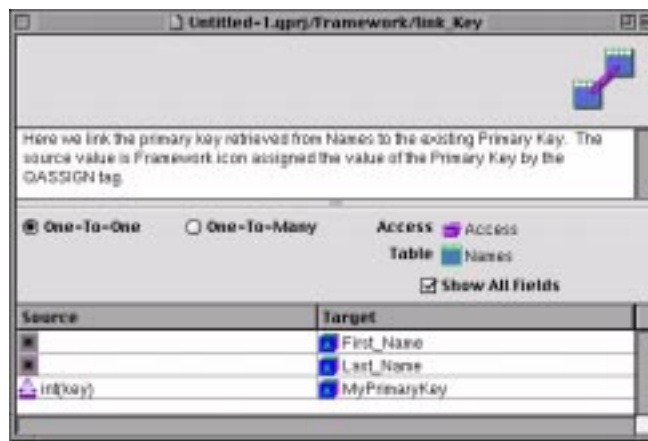 Untitled-1.qprj/Framework/link_Key
Here we link the primary key retrieved from Names to the existing Primary Key. The
source value is Framework icon assigned the value of the Primary Key by the
QASSIGN tag.
One-To-One One-To-Many Access Access
Table Names
Show All Fields
Source Target
First_Name
Last_Name
int(key) MyPrimaryKey